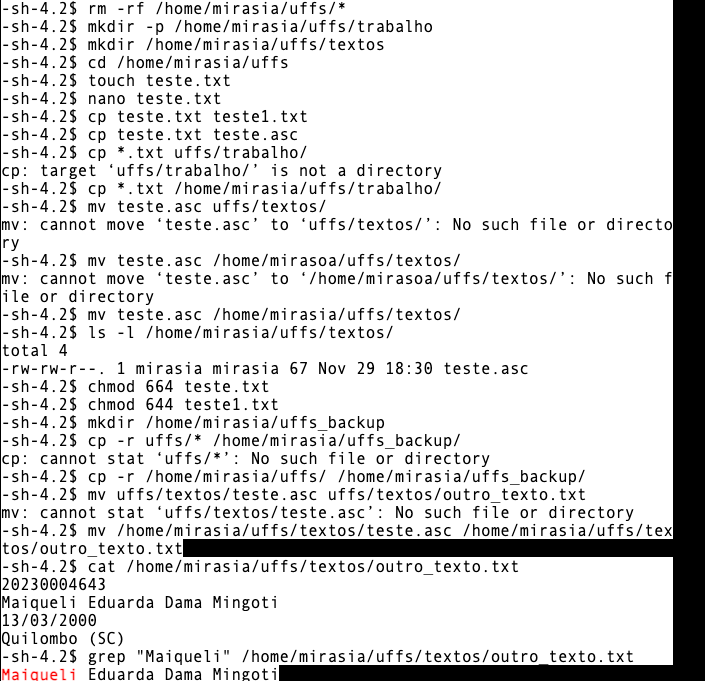 -sh-4.2$ rm -rf /home/mirasia/uffs/*
-sh-4.2$ mkdir -p /home/mirasia/uffs/trabalho
-sh-4.2$ mkdir /home/mirasia/uffs/textos
-sh-4.2$ cd /home/mirasia/uffs
-sh-4.2$ touch teste.txt
-sh-4.2$ nano teste.txt
-sh-4.2$ cp teste.txt teste1.txt
-sh-4.2$ cp teste.txt teste.asc
-sh-4.2$ cp *.txt uffs/trabalho/
cp: target ‘uffs/trabalho/’ is not a directory
-sh-4.2$ cp *.txt /home/mirasia/uffs/trabalho/
-sh-4.2$ mv teste.asc uffs/textos/
mv: cannot move ‘teste.asc’ to ‘uffs/textos/’: No such file or directo
ry
-sh-4.2$ mv teste.asc /home/mirasoa/uffs/textos/
mv: cannot move ‘teste.asc’ to ‘/home/mirasoa/uffs/textos/’: No such f
ile or directory
-sh-4.2$ mv teste.asc /home/mirasia/uffs/textos/
-sh-4.2$ ls -l /home/mirasia/uffs/textos/
total 4
-rw-rw-r--. 1 mirasia mirasia 67 Nov 29 18:30 teste.asc
-sh-4.2$ chmod 664 teste.txt
-sh-4.2$ chmod 644 teste1.txt
-sh-4.2$ mkdir /home/mirasia/uffs_backup
-sh-4.2$ cp -r uffs/* /home/mirasia/uffs_backup/
cp: cannot stat ‘uffs/*’: No such file or directory
-sh-4.2$ cp -r /home/mirasia/uffs/ /home/mirasia/uffs_backup/
-sh-4.2$ mv uffs/textos/teste.asc uffs/textos/outro_texto.txt
mv: cannot stat ‘uffs/textos/teste.asc’: No such file or directory
-sh-4.2$ mv /home/mirasia/uffs/textos/teste.asc /home/mirasia/uffs/tex
tos/outro_texto.txt
-sh-4.2$ cat /home/mirasia/uffs/textos/outro_texto.txt
20230004643
Maiqueli Eduarda Dama Mingoti
13/03/2000
Quilombo (SC)
-sh-4.2$ grep "Maiqueli" /home/mirasia/uffs/textos/outro_texto.txt
Maiqueli Eduarda Dama Mingoti